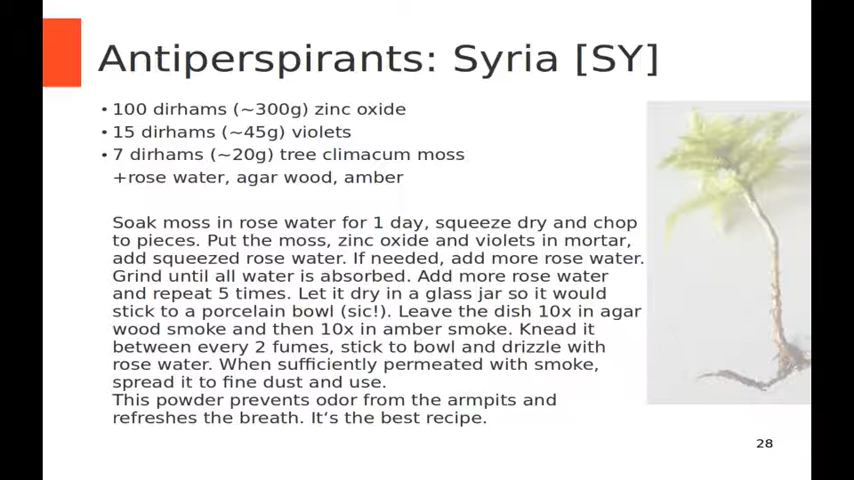 Antiperspirants: Syria [SY]
• 100 dirhams (~300g) zinc oxide
• 15 dirhams (~45g) violets
• 7 dirhams (~20g) tree climacum moss
+rose water, agar wood, amber
Soak moss in rose water for 1 day, squeeze dry and chop
to pieces. Put the moss, zinc oxide and violets in mortar,
add squeezed rose water. If needed, add more rose water.
Grind until all water is absorbed. Add more rose water
and repeat 5 times. Let it dry in a glass jar so it would
stick to a porcelain bowl (sic!). Leave the dish 10x in agar
wood smoke and then 10x in amber smoke. Knead it
between every 2 fumes, stick to bowl and drizzle with
rose water. When sufficiently permeated with smoke,
spread it to fine dust and use.
This powder prevents odor from the armpits and
refreshes the breath. It‘s the best recipe.
28